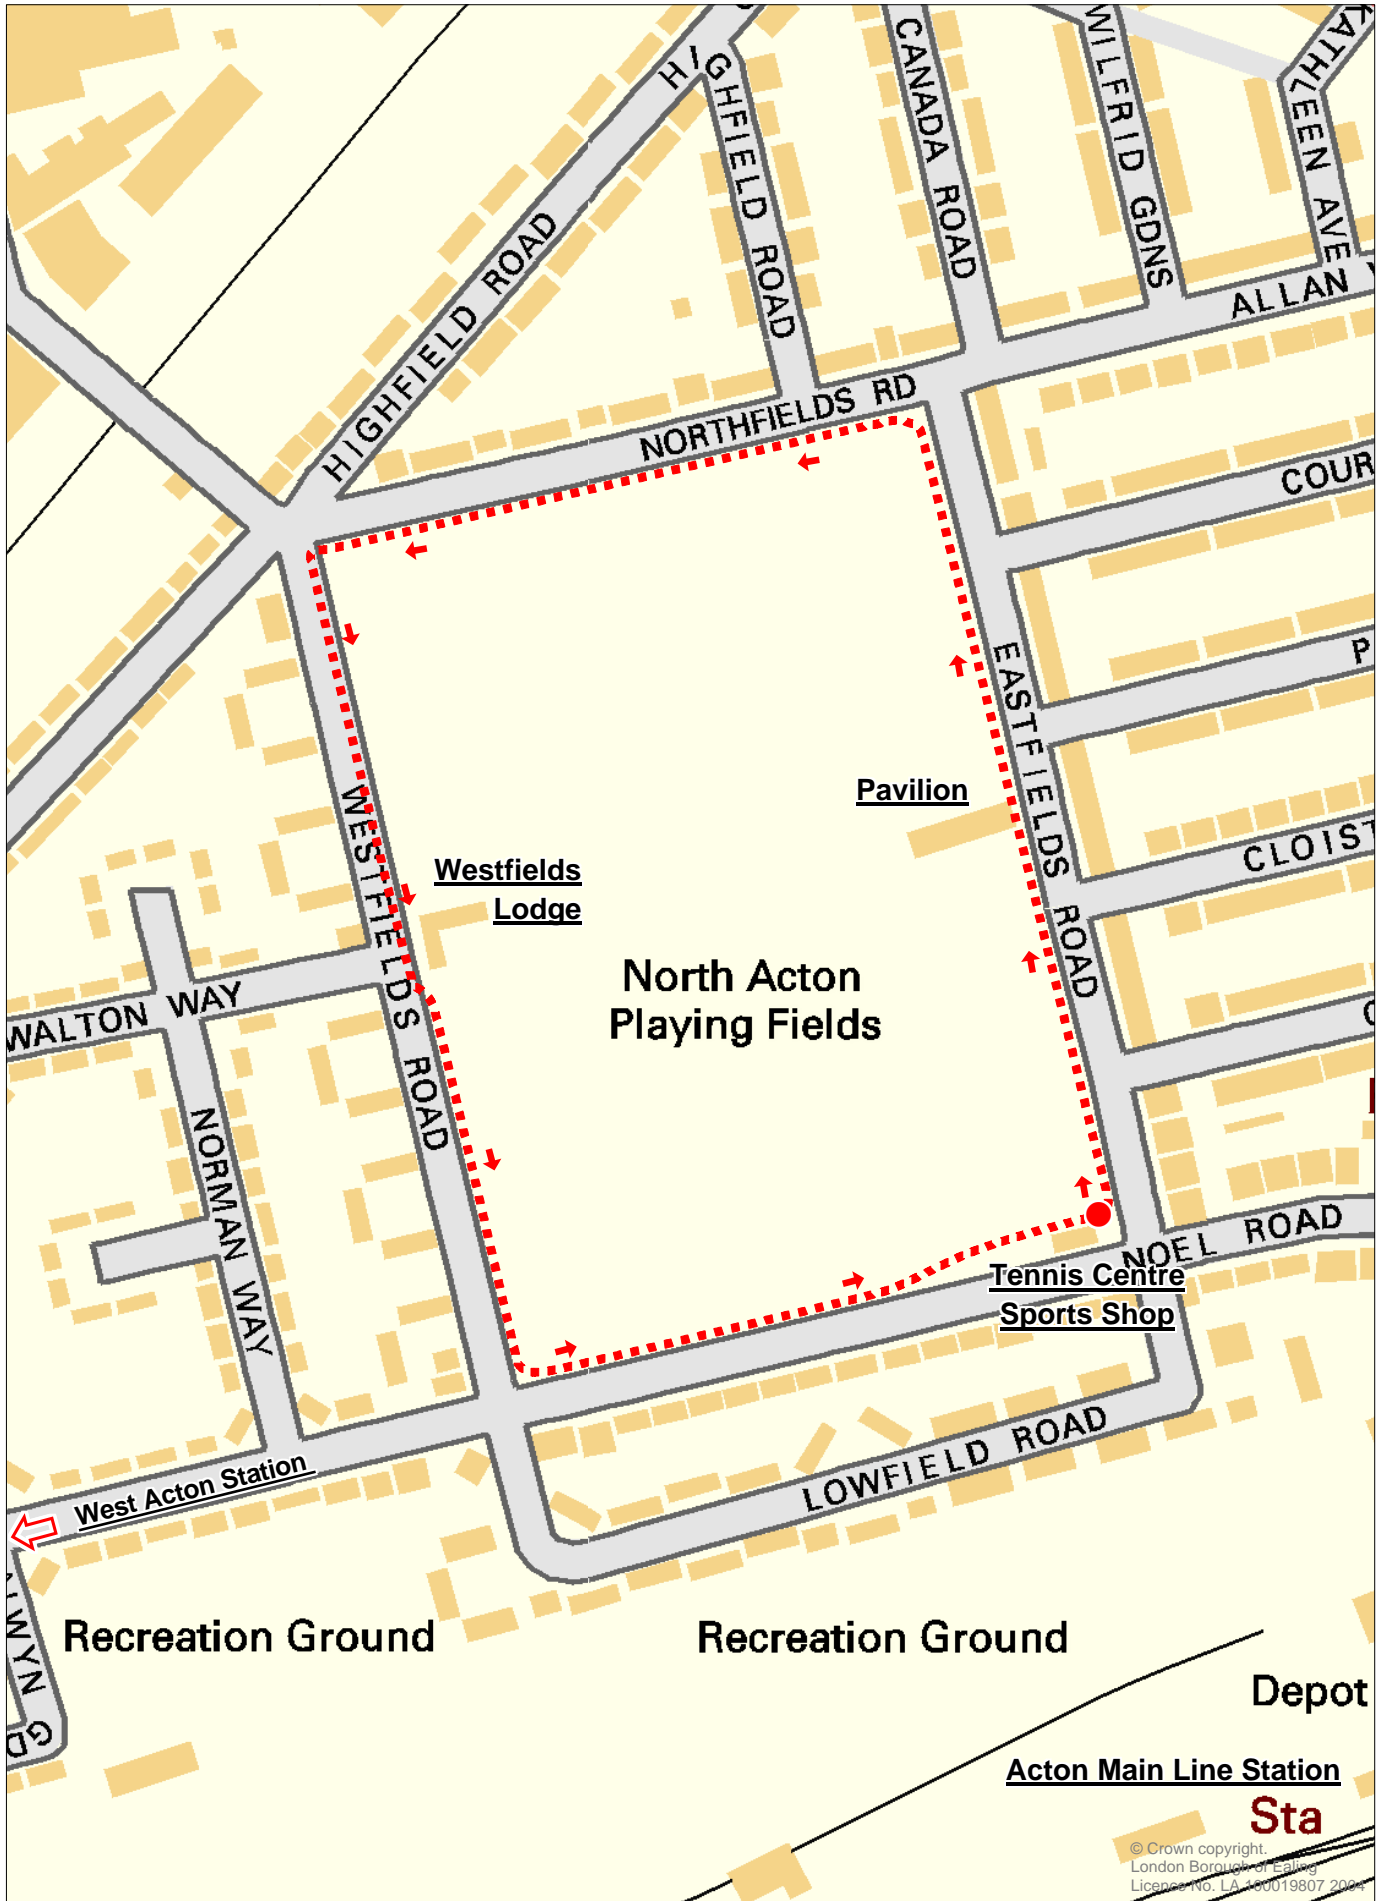 HIGHFIELD ROAD
CANADA ROAD
WILFRID GDNS
KATHLEEN AVE
HIGHFIELD ROAD
ALLAN
NORTHFIELDS RD
COUR
P
EASTFIELDS ROAD
Pavilion
CLOIST
WESTFIELDS ROAD
Westfields
Lodge
North Acton
Playing Fields
WALTON WAY
C
NORMAN WAY
NOEL ROAD
Tennis Centre
Sports Shop
LOWFIELD ROAD
West Acton Station
LWYN GD
Recreation Ground
Recreation Ground
Depot
Acton Main Line Station
Sta
© Crown copyright.
London Borough of Ealing
Licence No. LA 100019807 2004